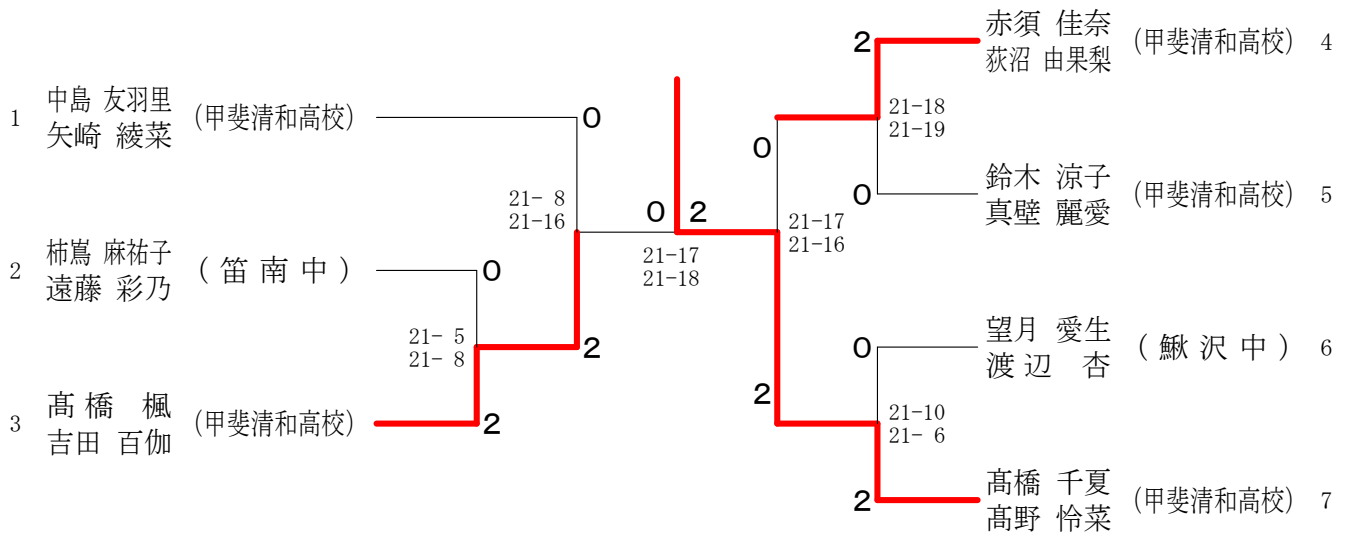 1 中島 友羽里 (甲斐清和高校) 0
矢崎 綾菜
21- 8
21-16
2 柿嶌 麻祐子 (笛南中) 0
遠藤 彩乃
21- 5
21- 8
2
3 髙橋 楓 (甲斐清和高校) 2
吉田 百伽
0 2
21-17
21-18
2 赤須 佳奈 (甲斐清和高校) 4
荻沼 由果梨
21-18
21-19
0
0 鈴木 涼子 (甲斐清和高校) 5
真壁 麗愛
21-17
21-16
0 望月 愛生 (鰍沢中) 6
渡辺 杏
2
21-10
21- 6
2 髙橋 千夏 (甲斐清和高校) 7
髙野 怜菜